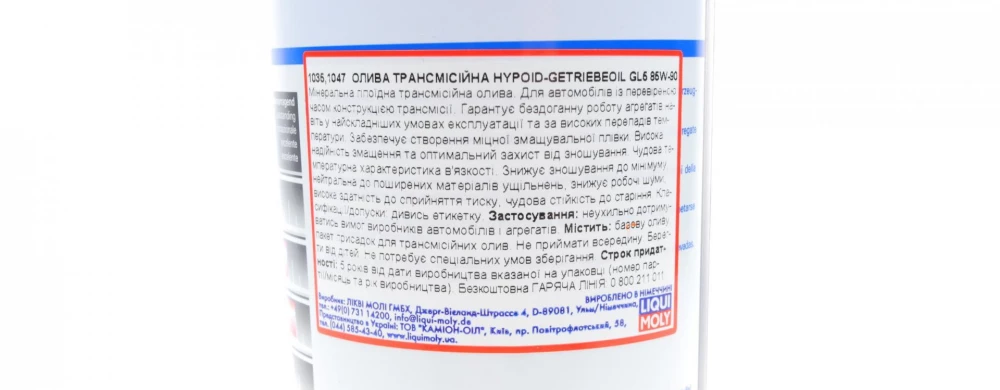 1035,1047 ОЛИВА ТРАНСМІСІЙНА HYPOID-GETRIEBEOIL GL5 85W-90
Мінеральна гіпоїдна трансмісійна олива. Для автомобілів із перевіреною
часом конструкцією трансмісії. Гарантує бездоганну роботу агрегатів на-
віть у найскладніших умовах експлуатації та за високих перепадів тем-
ператури. Забезпечує створення міцної змащувальної плівки. Висока
надійність змащення та оптимальний захист від зношування. Чудова те-
мпературна характеристика в'язкості. Знижує зношування до мінімуму,
нейтральна до поширених матеріалів ущільнень, знижує робочі шуми,
висока здатність до сприйняття тиску, чудова стійкість до старіння. Кла-
сифікації/допуски: дивись етикетку. Застосування: неухильно дотриму-
ватись вимог виробників автомобілів і агрегатів. Містить: базову оливу,
пакет присадок для трансмісійних олив. Не приймати всередину. Берег-
ти від дітей. Не потребує спеціальних умов зберігання. Строк придат-
ності: 5 років від дати виробництва вказаної на упаковці (номер пар-
тії/місяць та рік виробництва). Безкоштовна ГАРЯЧА ЛІНІЯ: 0 800 211 011
ВИРОБЛЕНО В НІМЕЧЧИНІ
Виробник: ЛІКВІ МОЛІ ГМБХ, Джерг-Віеланд-Штрассе 4, D-89081, Ульм/Німеччина,
тел.: +49(0) 731 14200, info@liqui-moly.de
Представництво в Україні: ТОВ "КАМІОН-ОІЛ", Київ, пр. Повітрофлотський, 58,
тел. (044) 585-43-40, www.liquimoly.ua.
LIQUI
MOLY